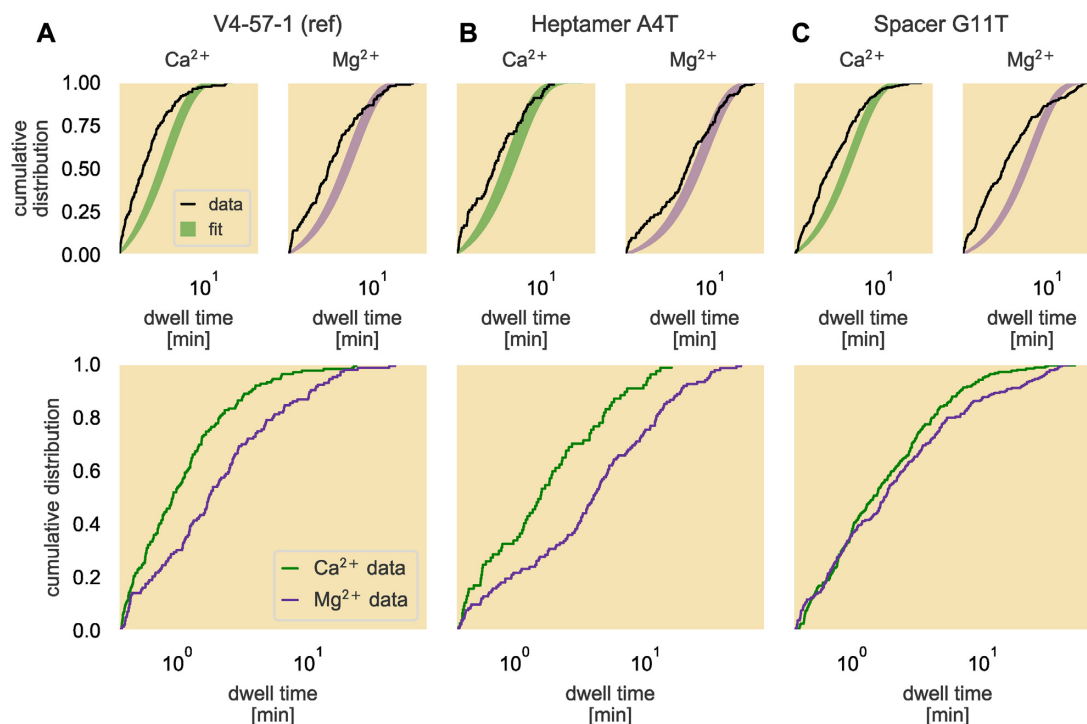 A
V4-57-1 (ref)
B
Heptamer A4T
C
Spacer G11T
Ca²⁺
Mg²⁺
Ca²⁺
Mg²⁺
Ca²⁺
Mg²⁺
cumulative
distribution
1.00
0.75
0.50
0.25
0.00
data
fit
10¹
10¹
10¹
10¹
10¹
10¹
dwell time
[min]
dwell time
[min]
dwell time
[min]
dwell time
[min]
dwell time
[min]
dwell time
[min]
cumulative distribution
1.0
0.8
0.6
0.4
0.2
0.0
Ca²⁺ data
Mg²⁺ data
10⁰
10¹
10⁰
10¹
10⁰
10¹
dwell time
[min]
dwell time
[min]
dwell time
[min]